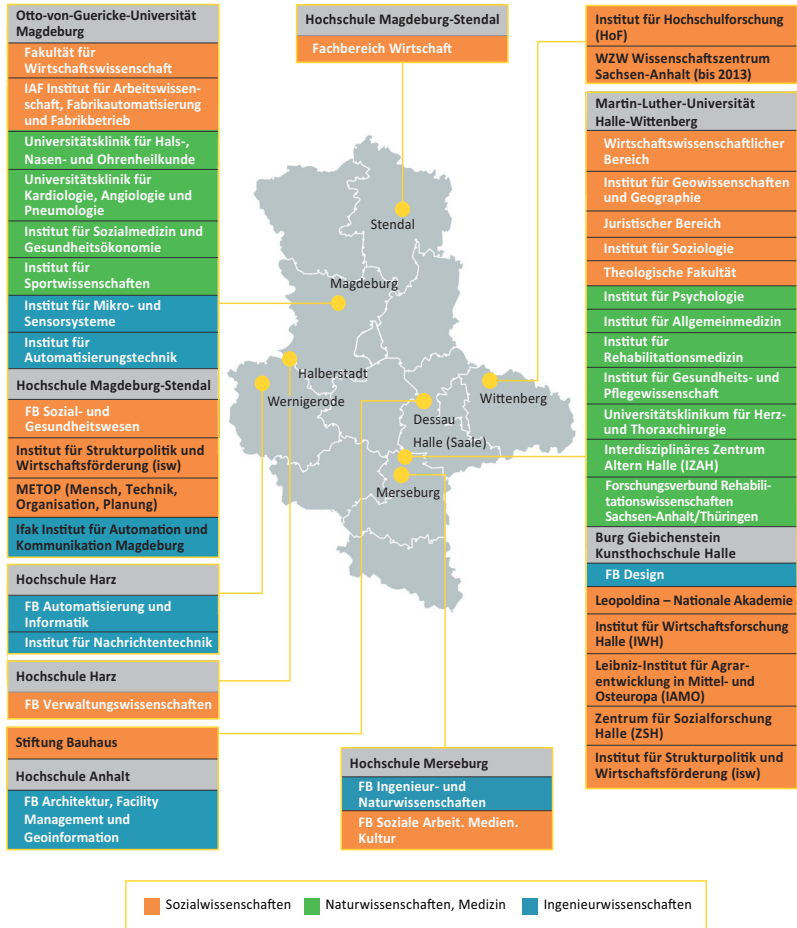 Otto-von-Guericke-Universität
Magdeburg
Fakultät für
Wirtschaftswissenschaft
IAF Institut für Arbeitswissen-
schaft, Fabrikautomatisierung
und Fabrikbetrieb
Universitätsklinik für Hals-,
Nasen- und Ohrenheilkunde
Universitätsklinik für
Kardiologie, Angiologie und
Pneumologie
Institut für Sozialmedizin und
Gesundheitsökonomie
Institut für
Sportwissenschaften
Institut für Mikro- und
Sensorsysteme
Institut für
Automatisierungstechnik
Hochschule Magdeburg-Stendal
FB Sozial- und
Gesundheitswesen
Institut für Strukturpolitik und
Wirtschaftsförderung (isw)
METOP (Mensch, Technik,
Organisation, Planung)
Ifak Institut für Automation und
Kommunikation Magdeburg
Hochschule Harz
FB Automatisierung und
Informatik
Institut für Nachrichtentechnik
Hochschule Harz
FB Verwaltungswissenschaften
Stiftung Bauhaus
Hochschule Anhalt
FB Architektur, Facility
Management und
Geoinformation
Hochschule Magdeburg-Stendal
Fachbereich Wirtschaft
Stendal
Magdeburg
Halberstadt
Wernigerode
Wittenberg
Dessau
Halle (Saale)
Merseburg
Hochschule Merseburg
FB Ingenieur- und
Naturwissenschaften
FB Soziale Arbeit. Medien.
Kultur
Institut für Hochschulforschung
(HoF)
WZW Wissenschaftszentrum
Sachsen-Anhalt (bis 2013)
Martin-Luther-Universität
Halle-Wittenberg
Wirtschaftswissenschaftlicher
Bereich
Institut für Geowissenschaften
und Geographie
Juristischer Bereich
Institut für Soziologie
Theologische Fakultät
Institut für Psychologie
Institut für Allgemeinmedizin
Institut für
Rehabilitationsmedizin
Institut für Gesundheits- und
Pflegewissenschaft
Universitätsklinikum für Herz-
und Thoraxchirurgie
Interdisziplinäres Zentrum
Altern Halle (IZAH)
Forschungsverbund Rehabili-
tationswissenschaften
Sachsen-Anhalt/Thüringen
Burg Giebichenstein
Kunsthochschule Halle
FB Design
Leopoldina – Nationale Akademie
Institut für Wirtschaftsforschung
Halle (IWH)
Leibniz-Institut für Agrar-
entwicklung in Mittel- und
Osteuropa (IAMO)
Zentrum für Sozialforschung
Halle (ZSH)
Institut für Strukturpolitik und
Wirtschaftsförderung (isw)
Sozialwissenschaften
Naturwissenschaften, Medizin
Ingenieurwissenschaften